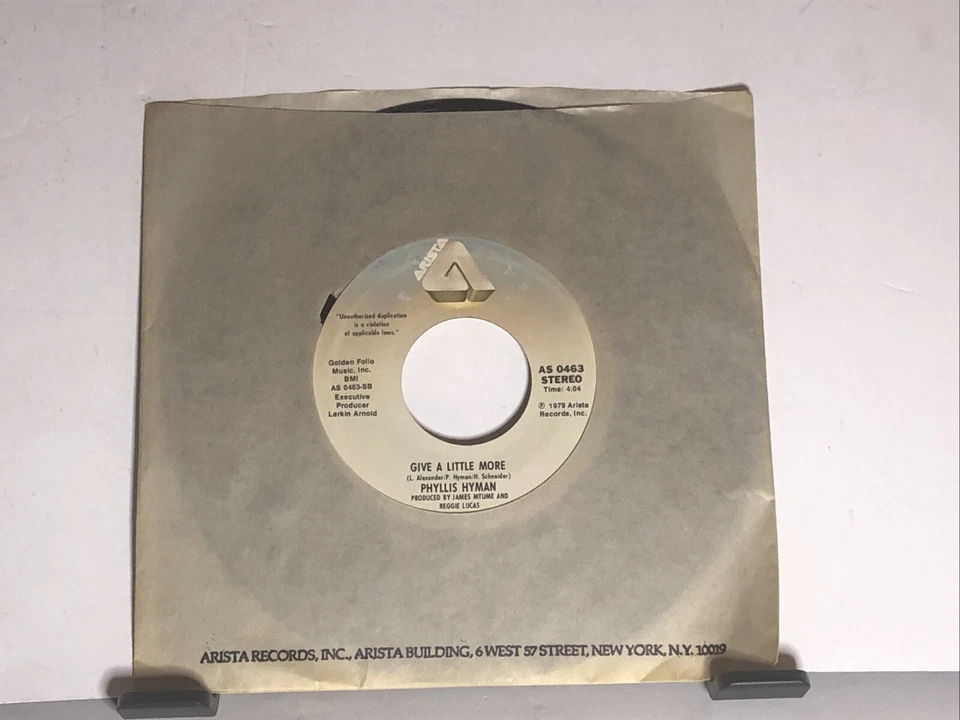 ARISTA
"Unauthorized duplication
is a violation
of applicable laws."
Golden Follo
Music, Inc.
BMI
AS 0463-SB
Executive
Producer
Larkin Arnold
AS 0463
STEREO
Time: 4:04
℗ 1979 Arista
Records, Inc.
GIVE A LITTLE MORE
(L. Alexander/P. Hyman/H. Schneider)
PHYLLIS HYMAN
PRODUCED BY JAMES MTUME AND
REGGIE LUCAS
ARISTA RECORDS, INC., ARISTA BUILDING, 6 WEST 57 STREET, NEW YORK, N.Y. 10019